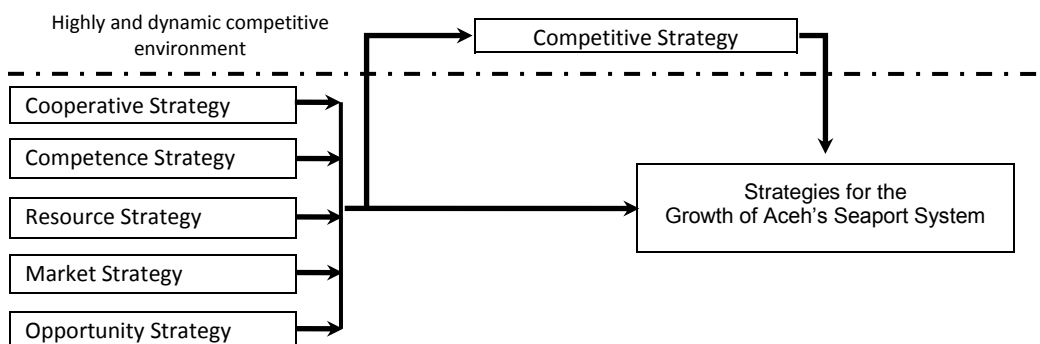 Highly and dynamic competitive
environment
Competitive Strategy
Cooperative Strategy
Competence Strategy
Resource Strategy
Market Strategy
Opportunity Strategy
Strategies for the
Growth of Aceh's Seaport System